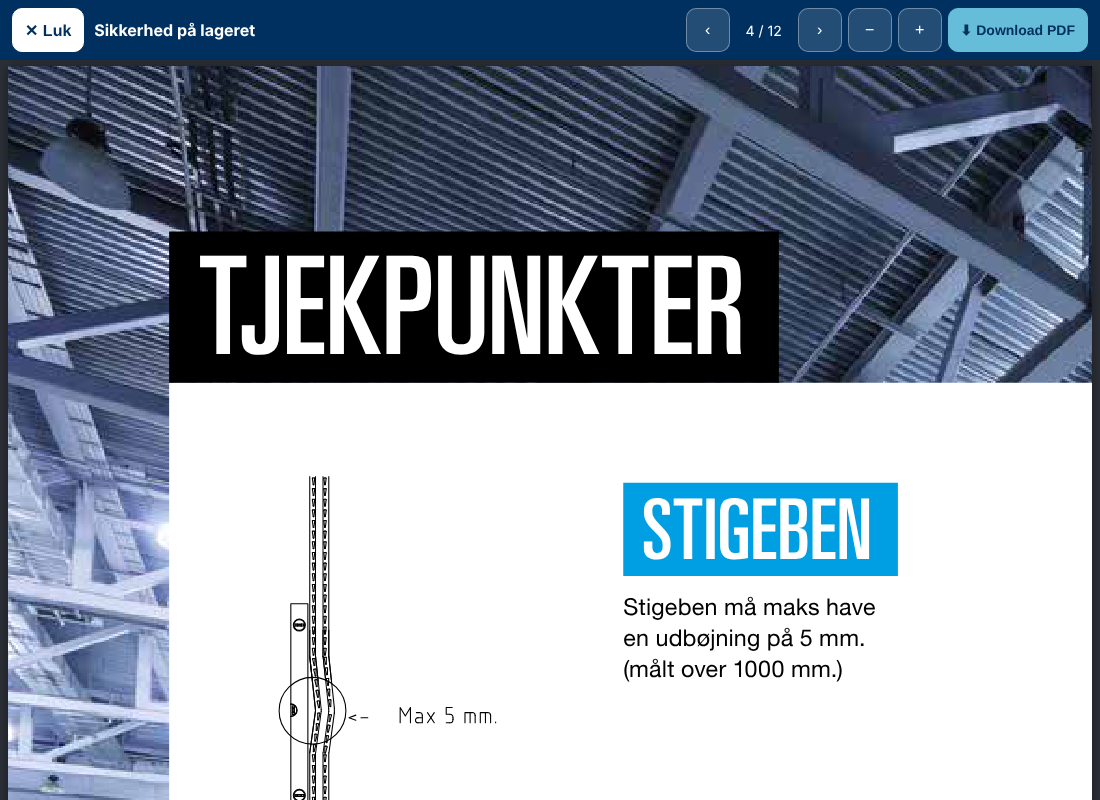 ✕ Luk
Sikkerhed på lageret
‹
4 / 12
›
−
+
⬇ Download PDF
TJEKPUNKTER
STIGEBEN
Stigeben må maks have
en udbøjning på 5 mm.
(målt over 1000 mm.)
<- Max 5 mm.